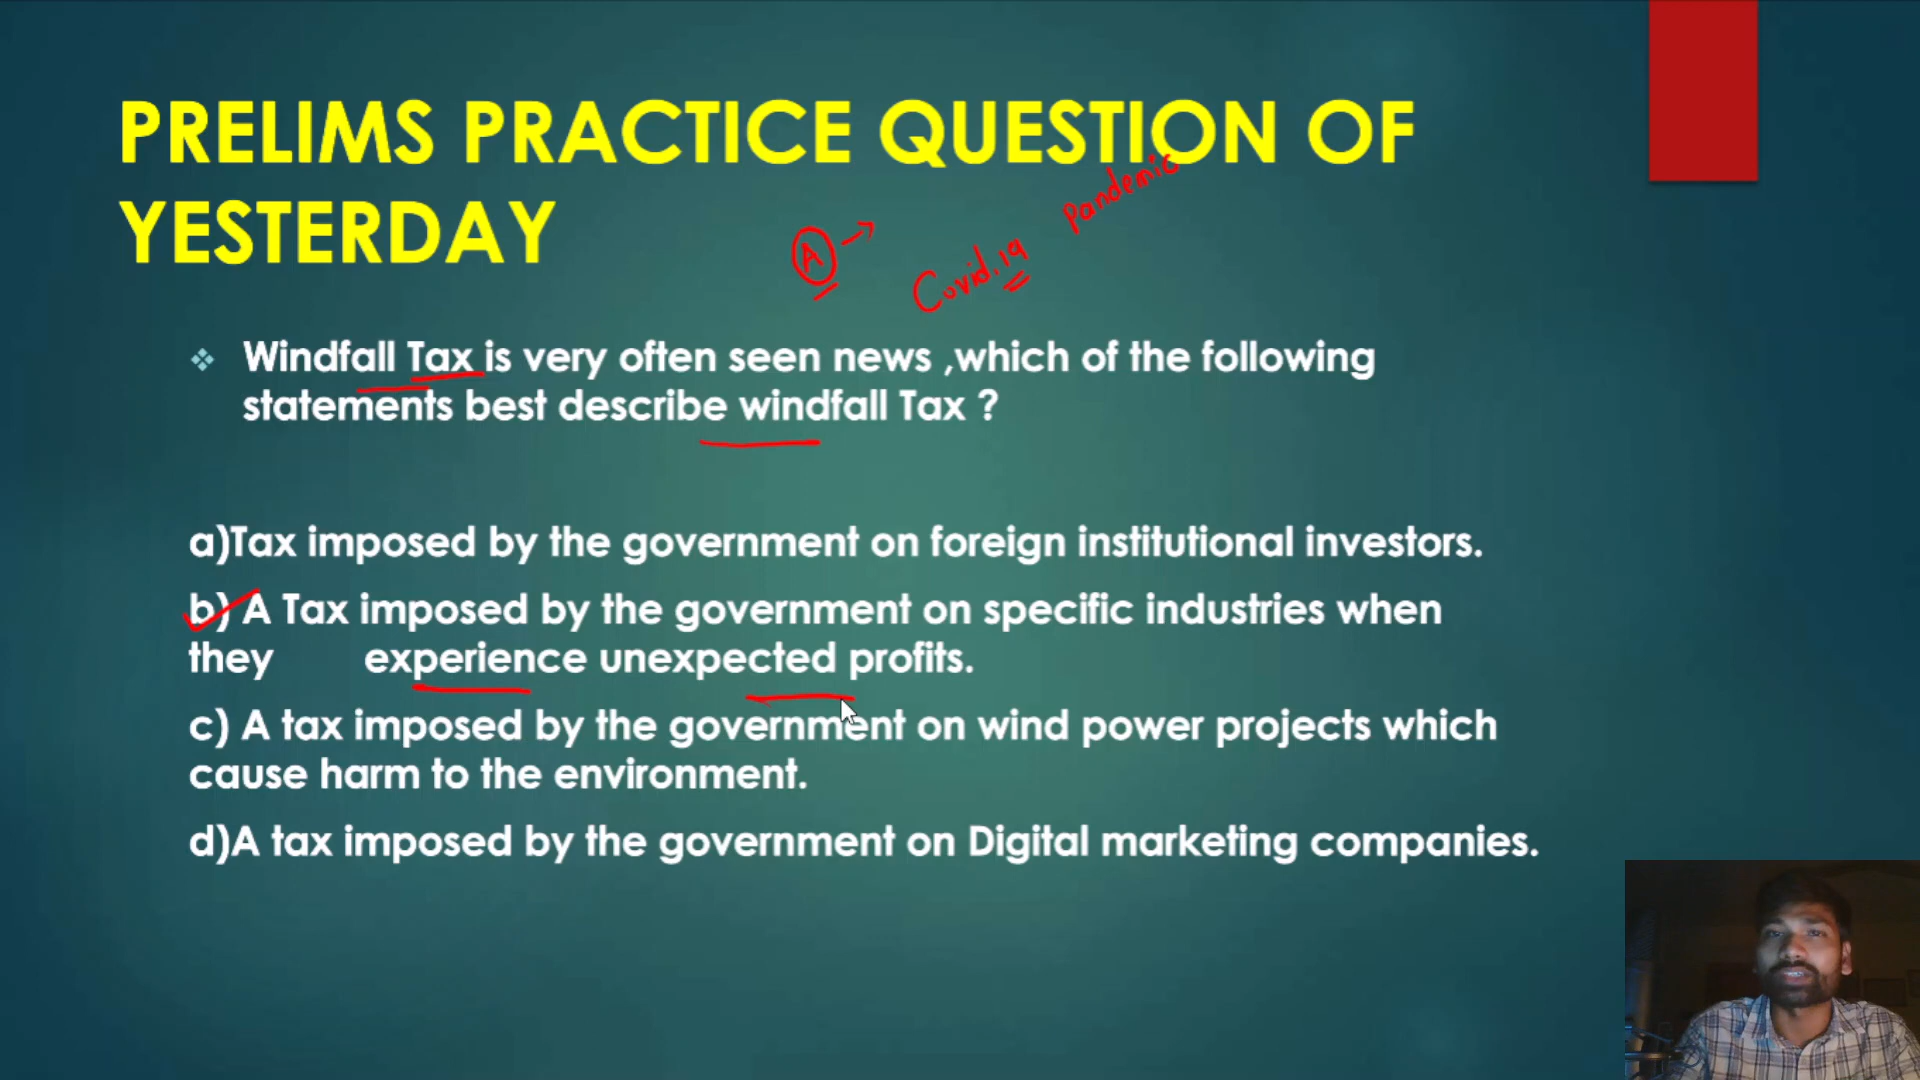 PRELIMS PRACTICE QUESTION OF
YESTERDAY
Pandemic
A →
Covid.19
Windfall Tax is very often seen news ,which of the following
statements best describe windfall Tax ?
a)Tax imposed by the government on foreign institutional investors.
b) A Tax imposed by the government on specific industries when
they experience unexpected profits.
c) A tax imposed by the government on wind power projects which
cause harm to the environment.
d)A tax imposed by the government on Digital marketing companies.